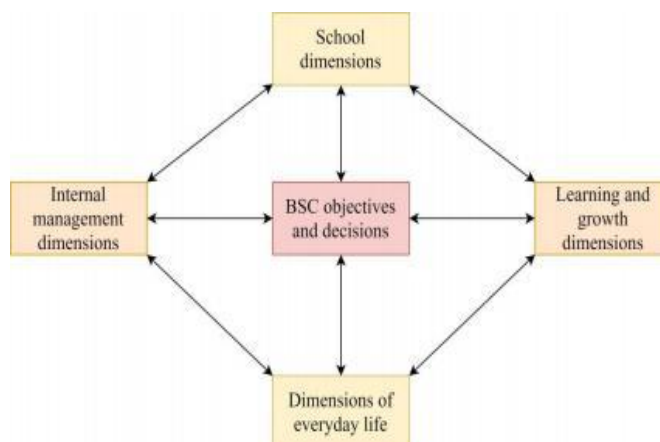 School
dimensions
Internal
management
dimensions
BSC objectives
and decisions
Learning and
growth
dimensions
Dimensions of
everyday life